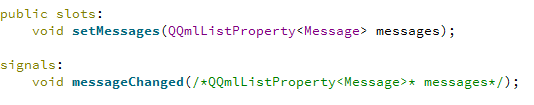 public slots:
    void setMessages(QQmlListProperty<Message> messages);
signals:
    void messageChanged(/*QQmlListProperty<Message>* messages*/);